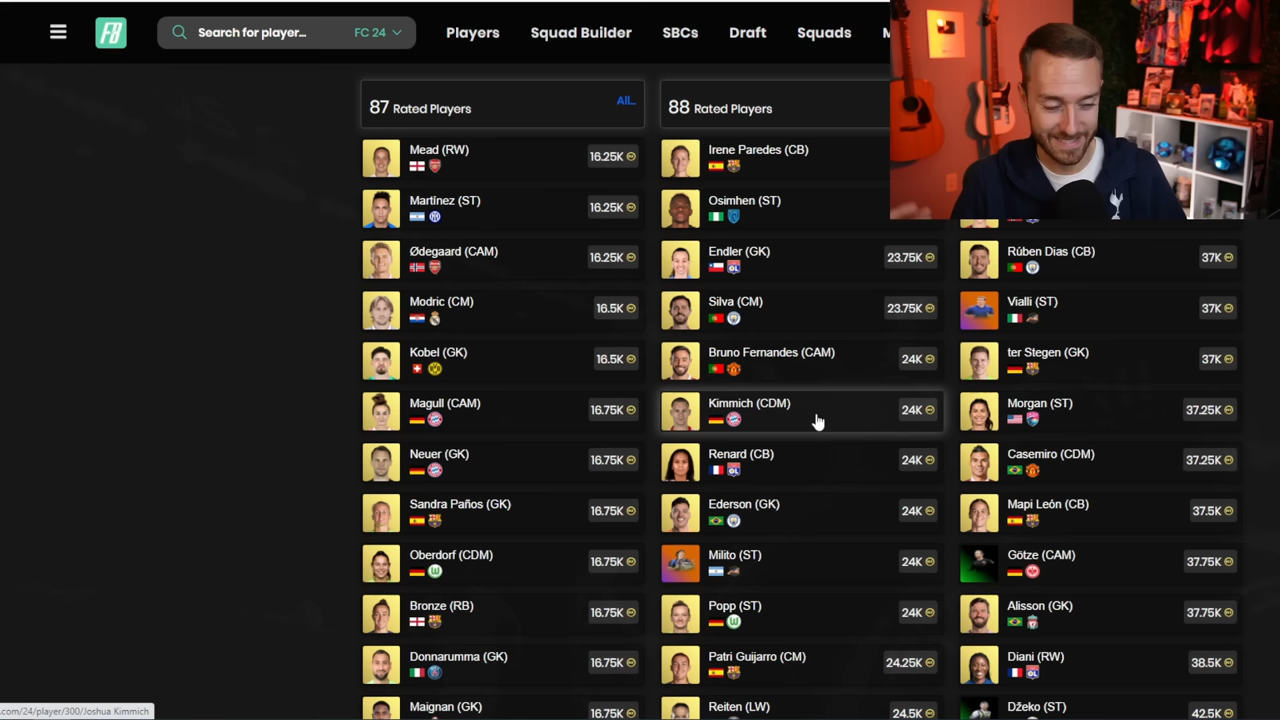 FB
Search for player...
FC 24
Players
Squad Builder
SBCs
Draft
Squads
87 Rated Players
All...
Mead (RW)
16.25K
Martínez (ST)
16.25K
Ødegaard (CAM)
16.25K
Modric (CM)
16.5K
Kobel (GK)
16.5K
Magull (CAM)
16.75K
Neuer (GK)
16.75K
Sandra Paños (GK)
16.75K
Oberdorf (CDM)
16.75K
Bronze (RB)
16.75K
Donnarumma (GK)
16.75K
Maignan (GK)
16.75K
88 Rated Players
Irene Paredes (CB)
Osimhen (ST)
Endler (GK)
23.75K
Silva (CM)
23.75K
Bruno Fernandes (CAM)
24K
Kimmich (CDM)
24K
Renard (CB)
24K
Ederson (GK)
24K
Milito (ST)
24K
Popp (ST)
24K
Patri Guijarro (CM)
24.25K
Reiten (LW)
24.5K
Rúben Dias (CB)
37K
Vialli (ST)
37K
ter Stegen (GK)
37K
Morgan (ST)
37.25K
Casemiro (CDM)
37.25K
Mapi León (CB)
37.5K
Götze (CAM)
37.75K
Alisson (GK)
37.75K
Diani (RW)
38.5K
Džeko (ST)
42.5K
.com/24/player/300/Joshua Kimmich